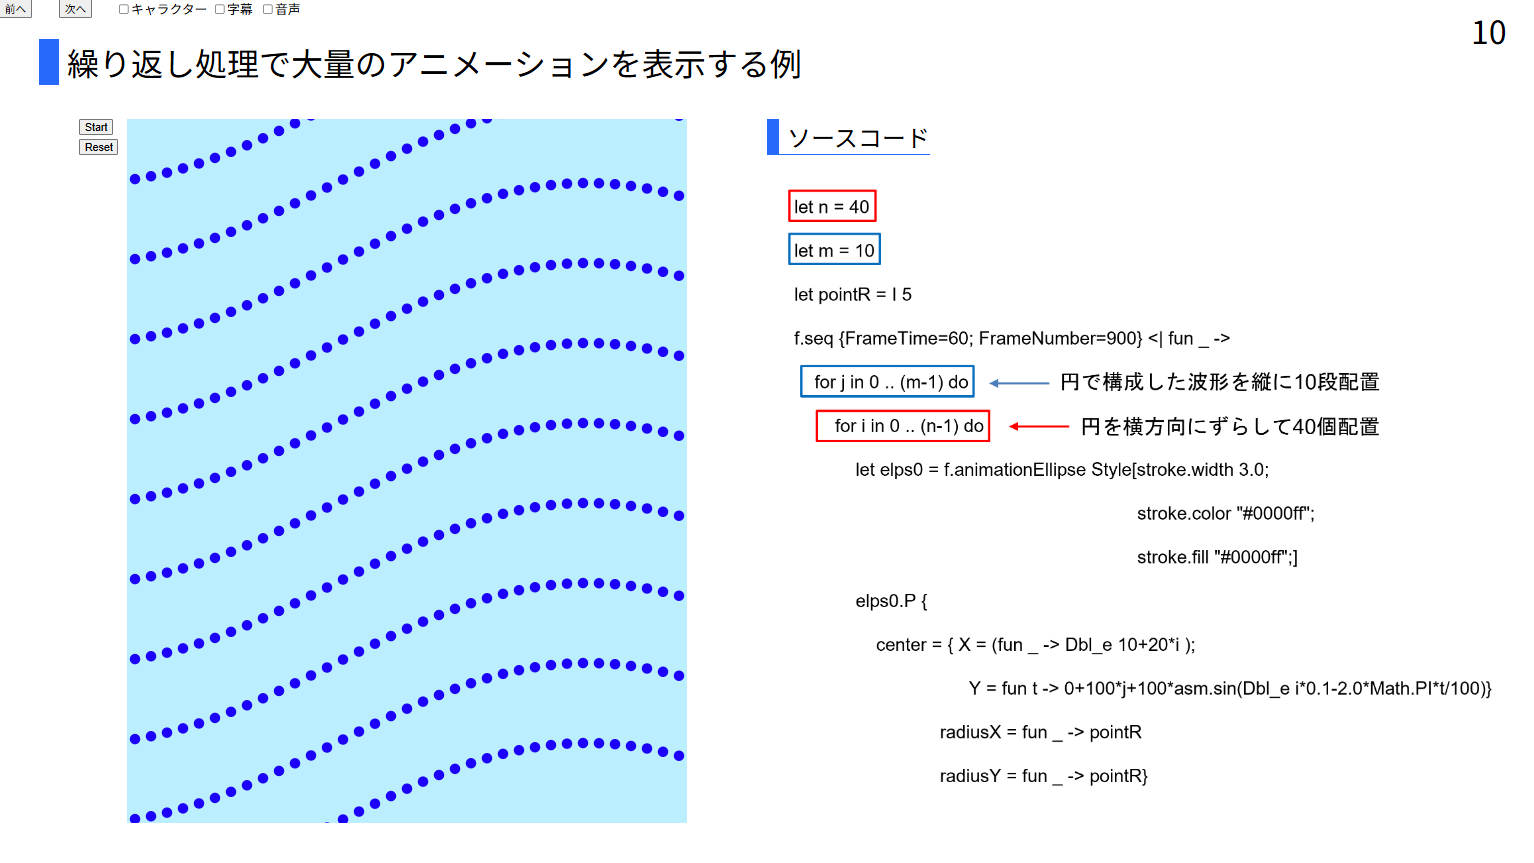 前へ 次へ キャラクター 字幕 音声
10
繰り返し処理で大量のアニメーションを表示する例
Start
Reset
ソースコード
let n = 40
let m = 10
let pointR = I 5
f.seq {FrameTime=60; FrameNumber=900} <| fun _ ->
for j in 0 .. (m-1) do
円で構成した波形を縦に10段配置
for i in 0 .. (n-1) do
円を横方向にずらして40個配置
let elps0 = f.animationEllipse Style[stroke.width 3.0;
stroke.color "#0000ff";
stroke.fill "#0000ff";]
elps0.P {
center = { X = (fun _ -> Dbl_e 10+20*i );
Y = fun t -> 0+100*j+100*asm.sin(Dbl_e i*0.1-2.0*Math.PI*t/100)}
radiusX = fun _ -> pointR
radiusY = fun _ -> pointR}